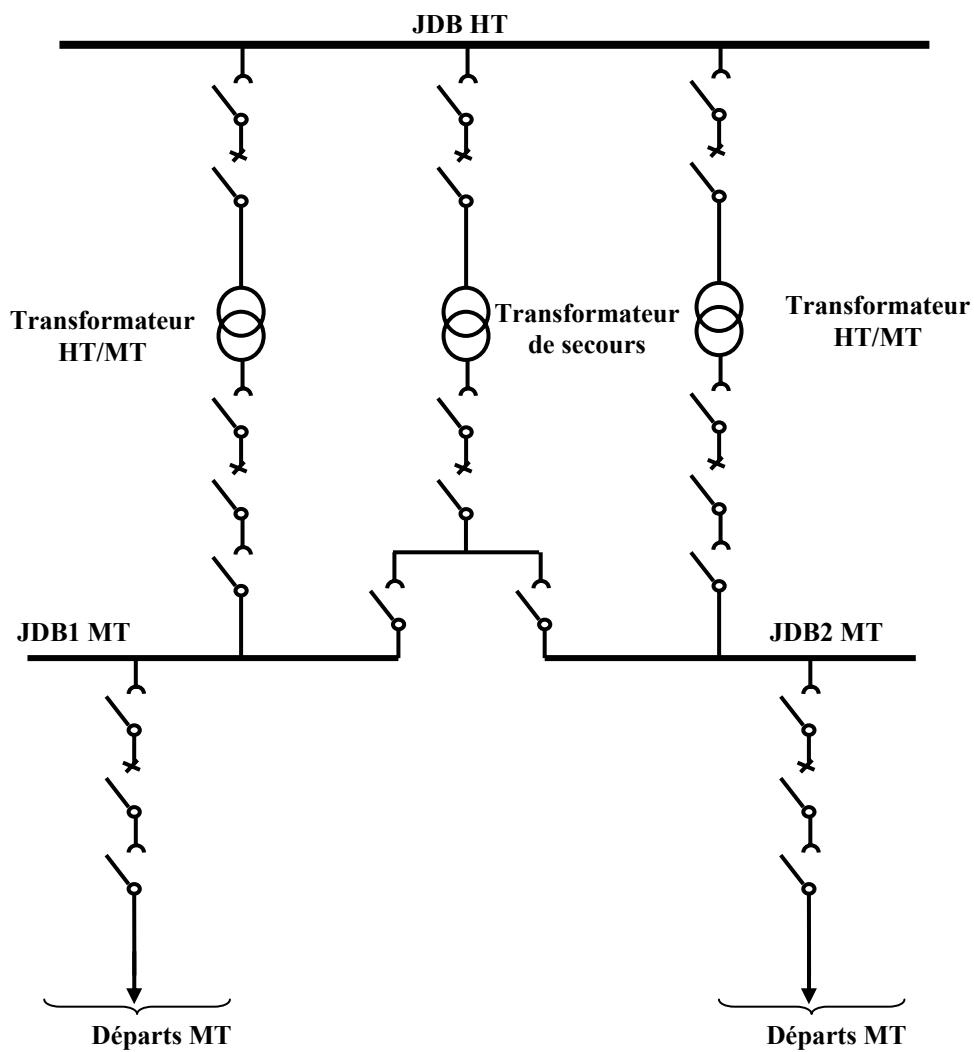 JDB HT
Transformateur
HT/MT
Transformateur
de secours
Transformateur
HT/MT
JDB1 MT
JDB2 MT
Départs MT
Départs MT